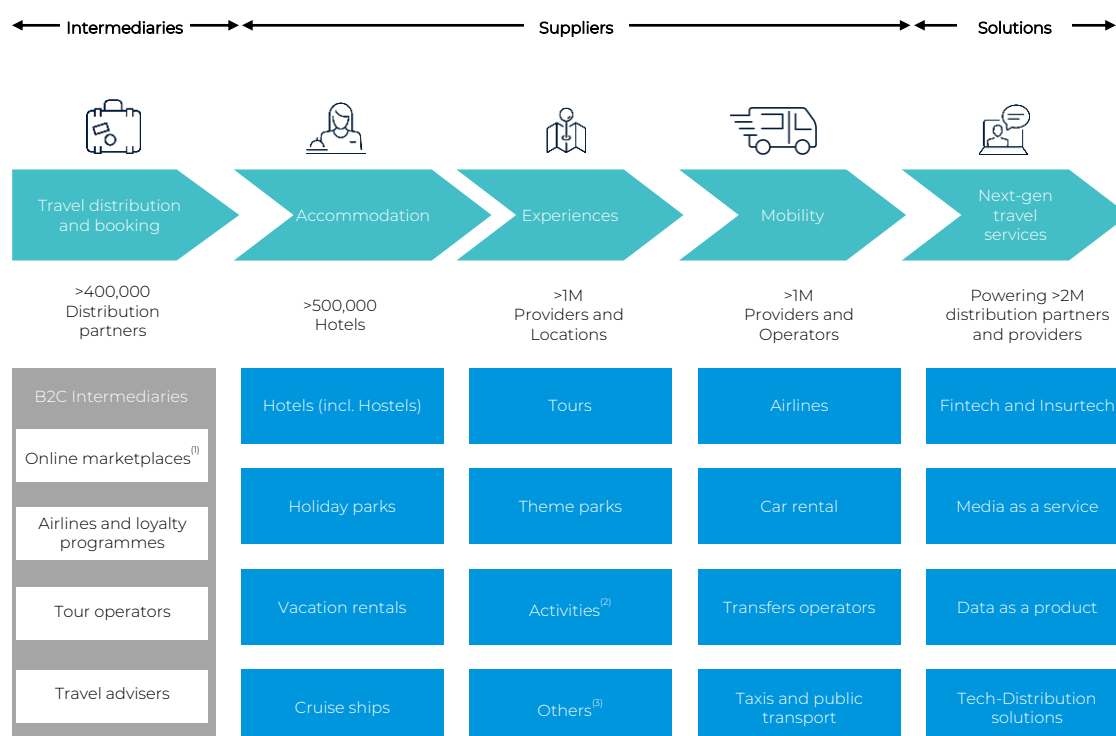 Intermediaries
Suppliers
Solutions
Travel distribution
and booking
Accommodation
Experiences
Mobility
Next-gen
travel
services
>400,000
Distribution
partners
>500,000
Hotels
>1M
Providers and
Locations
>1M
Providers and
Operators
Powering >2M
distribution partners
and providers
B2C Intermediaries
Online marketplaces(1)
Airlines and loyalty
programmes
Tour operators
Travel advisers
Hotels (incl. Hostels)
Holiday parks
Vacation rentals
Cruise ships
Tours
Theme parks
Activities(2)
Others(3)
Airlines
Car rental
Transfers operators
Taxis and public
transport
Fintech and Insurtech
Media as a service
Data as a product
Tech-Distribution
solutions